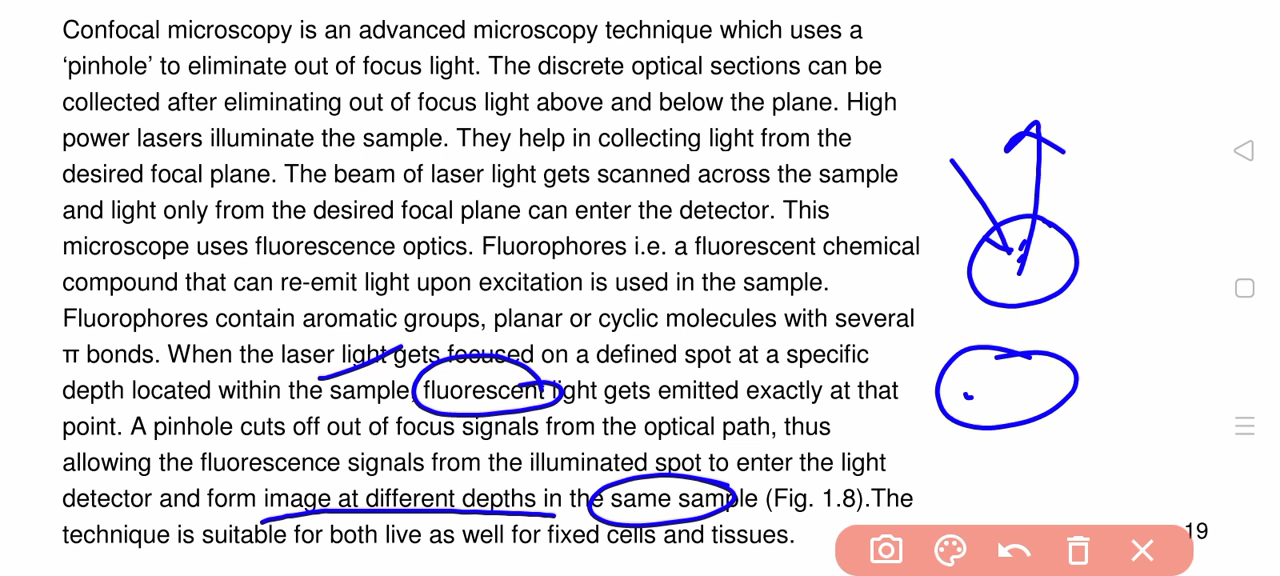 Confocal microscopy is an advanced microscopy technique which uses a
‘pinhole’ to eliminate out of focus light. The discrete optical sections can be
collected after eliminating out of focus light above and below the plane. High
power lasers illuminate the sample. They help in collecting light from the
desired focal plane. The beam of laser light gets scanned across the sample
and light only from the desired focal plane can enter the detector. This
microscope uses fluorescence optics. Fluorophores i.e. a fluorescent chemical
compound that can re-emit light upon excitation is used in the sample.
Fluorophores contain aromatic groups, planar or cyclic molecules with several
π bonds. When the laser light gets focused on a defined spot at a specific
depth located within the sample, fluorescent light gets emitted exactly at that
point. A pinhole cuts off out of focus signals from the optical path, thus
allowing the fluorescence signals from the illuminated spot to enter the light
detector and form image at different depths in the same sample (Fig. 1.8).The
technique is suitable for both live as well for fixed cells and tissues.
19